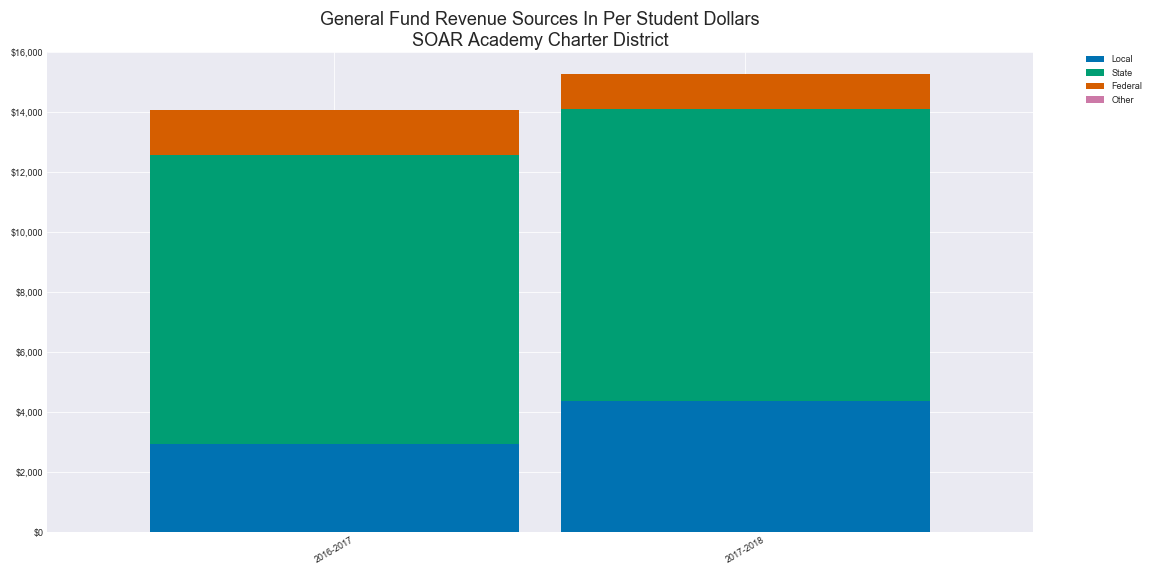 General Fund Revenue Sources In Per Student Dollars
SOAR Academy Charter District
$16,000
$14,000
$12,000
$10,000
$8,000
$6,000
$4,000
$2,000
$0
2016-2017
2017-2018
Local
State
Federal
Other